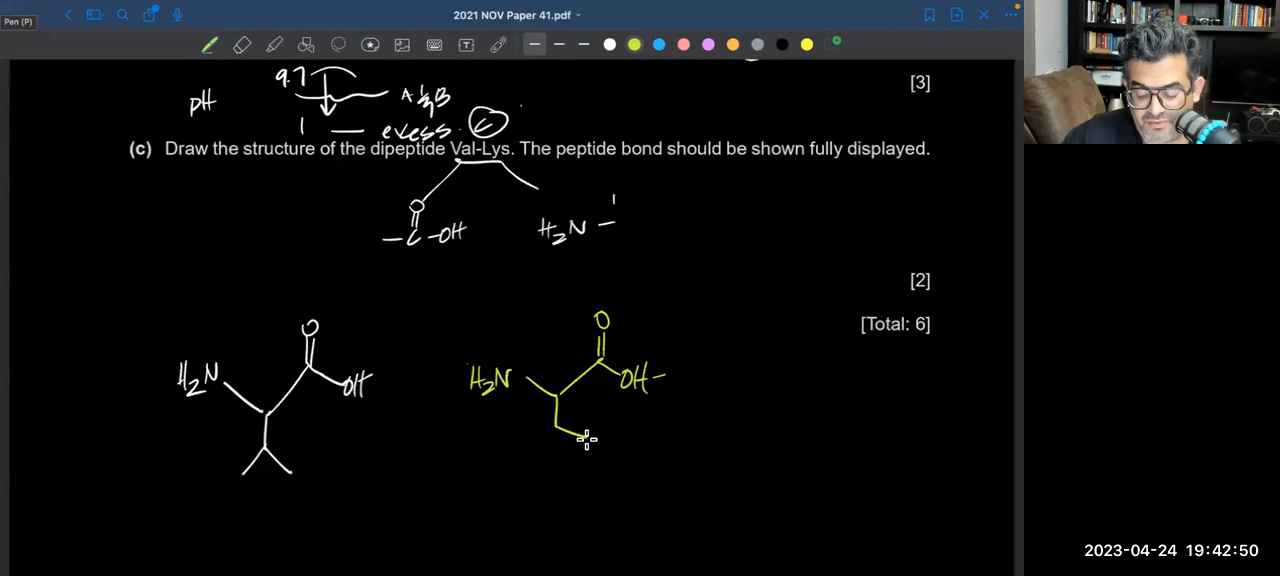 Pen (P)
2021 NOV Paper 41.pdf
[3]
9.7
pH
A B
1 — excess
(c) Draw the structure of the dipeptide Val-Lys. The peptide bond should be shown fully displayed.
O
C-OH
H2N
[2]
[Total: 6]
O
H2N
OH
O
H2N
OH
2023-04-24 19:42:50